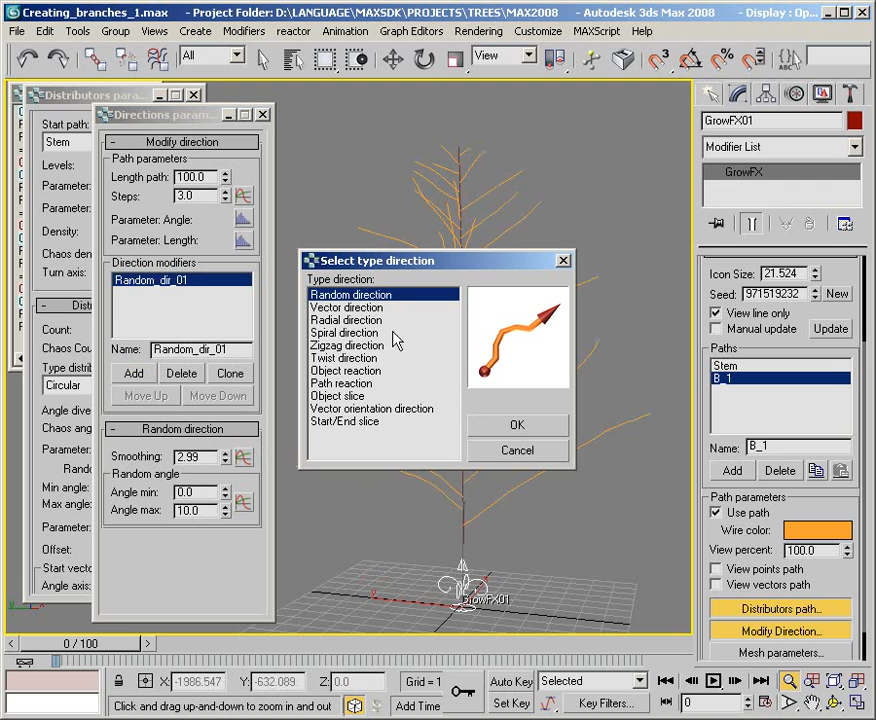 Creating_branches_1.max - Project Folder: D:\LANGUAGE\MAXSDK\PROJECTS\TREES\MAX2008 - Autodesk 3ds Max 2008 - Display : Op...
File Edit Tools Group Views Create Modifiers reactor Animation Graph Editors Rendering Customize MAXScript Help
All
View
ABC
3
Distributors para...
Start path:
Stem
Levels:
Parameter:
Parameter:
Density:
Chaos den
Turn axis:
Distr
Count:
Chaos Cou
Type distrib
Circular
Angle dive
Chaos ang
Parameter:
Rando
Min angle:
Max angle:
Parameter:
Offset:
Start vecto
Angle axis:
Directions param...
- Modify direction
Path parameters
Length path: 100.0
Steps: 3.0
Parameter: Angle:
Parameter: Length:
Direction modifiers
Random_dir_01
Name: Random_dir_01
Add Delete Clone
Move Up Move Down
- Random direction
Smoothing: 2.99
Random angle
Angle min: 0.0
Angle max: 10.0
Select type direction
Type direction:
Random direction
Vector direction
Radial direction
Spiral direction
Zigzag direction
Twist direction
Object reaction
Path reaction
Object slice
Vector orientation direction
Start/End slice
OK
Cancel
GrowFX01
GrowFX01
Modifier List
GrowFX
Icon Size: 21.524
Seed: 971519232 New
View line only
Manual update Update
Paths
Stem
B_1
Name: B_1
Add Delete
Path parameters
Use path
Wire color:
View percent: 100.0
View points path
View vectors path
Distributors path...
Modify Direction...
Mesh parameters...
0 / 100
X: -1986.547 Y: -632.089 Z: 0.0 Grid = 1
Auto Key Selected
Click and drag up-and-down to zoom in and out Add Time
Set Key Key Filters... 0